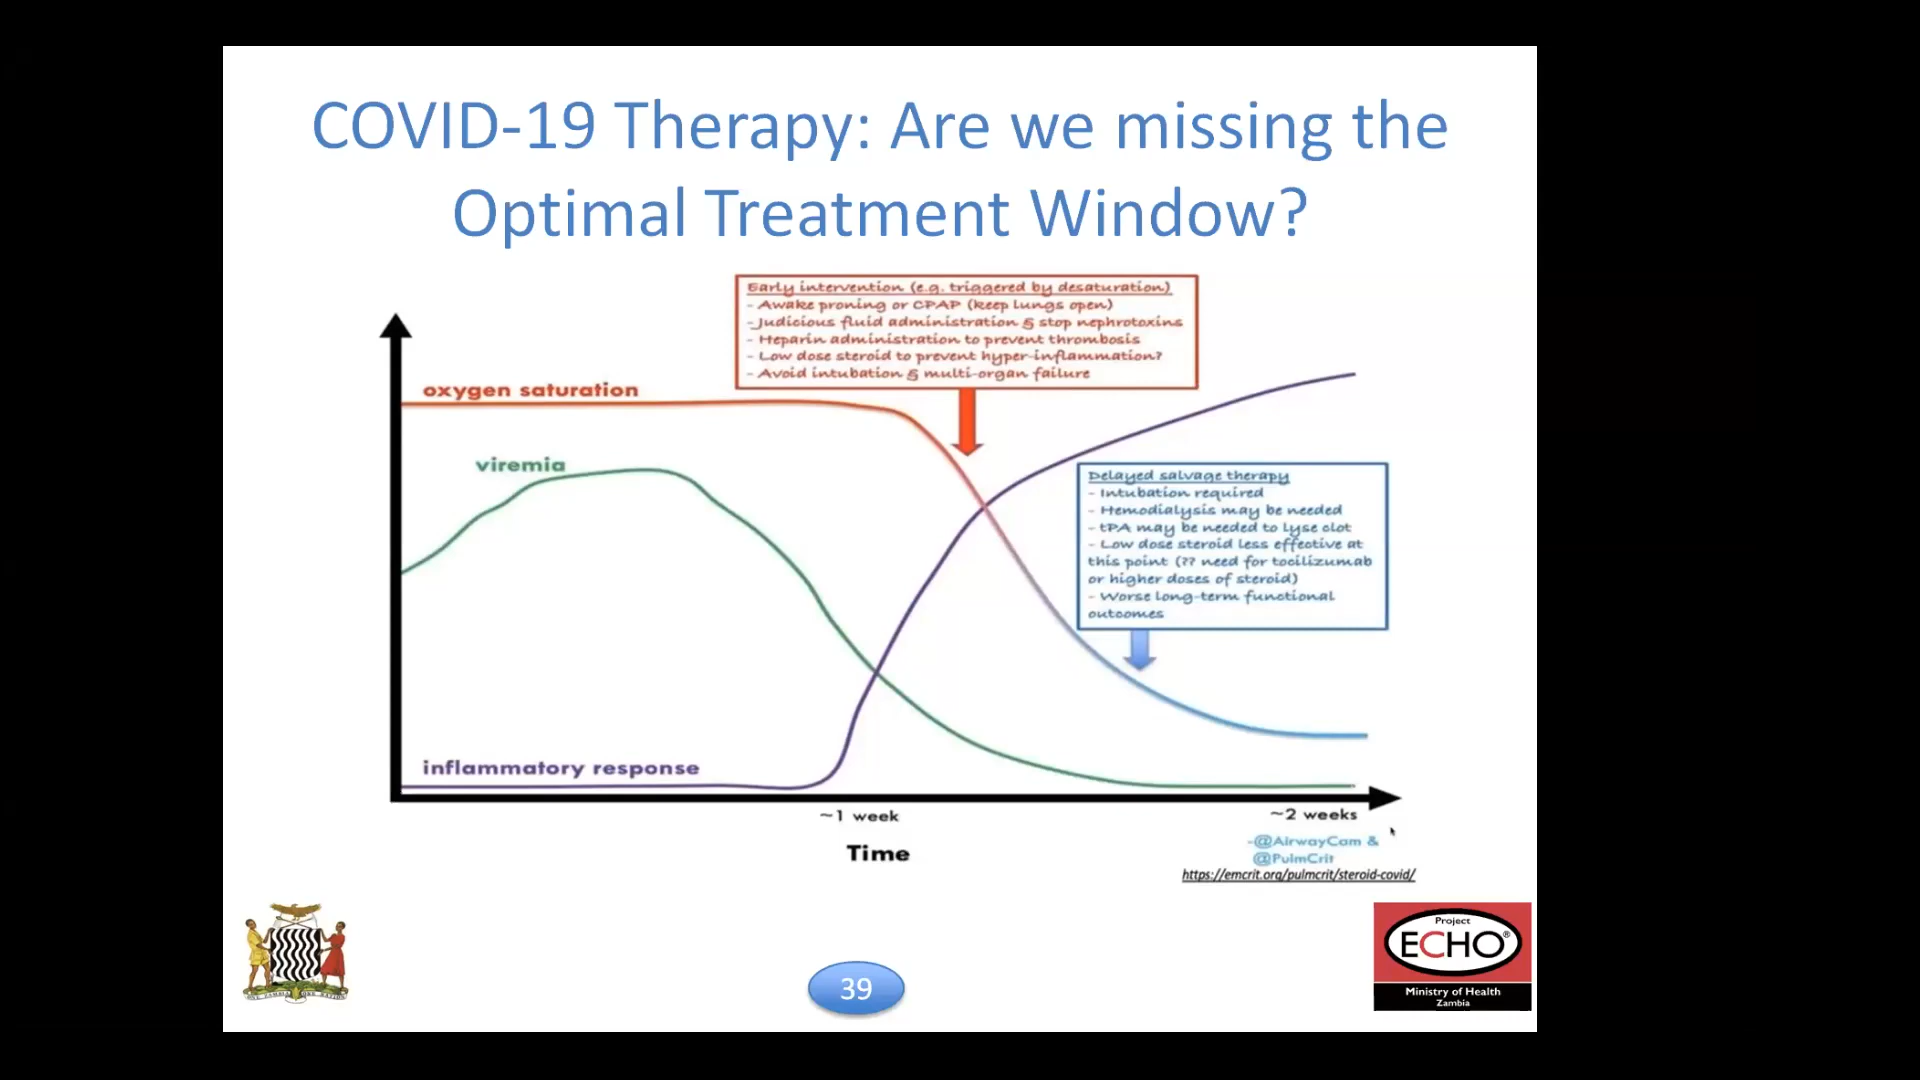 COVID-19 Therapy: Are we missing the
Optimal Treatment Window?
Early intervention (e.g. triggered by desaturation)
- Awake proning or CPAP (keep lungs open)
-Judicious fluid administration & stop nephrotoxins
- Heparin administration to prevent thrombosis
- Low dose steroid to prevent hyper-inflammation?
- Avoid intubation & multi-organ failure
oxygen saturation
viremia
Delayed salvage therapy
- Intubation required
- Hemodialysis may be needed
- tPA may be needed to lyse clot
- Low dose steroid less effective at
this point (?? need for tocilizumab
or higher doses of steroid)
- Worse long-term functional
outcomes
inflammatory response
~1 week
~2 weeks
Time
-@AirwayCam &
@PulmCrit
https://emcrit.org/pulmcrit/steroid-covid/
ONE ZAMBIA ONE NATION
39
Project
ECHO®
Ministry of Health
Zambia